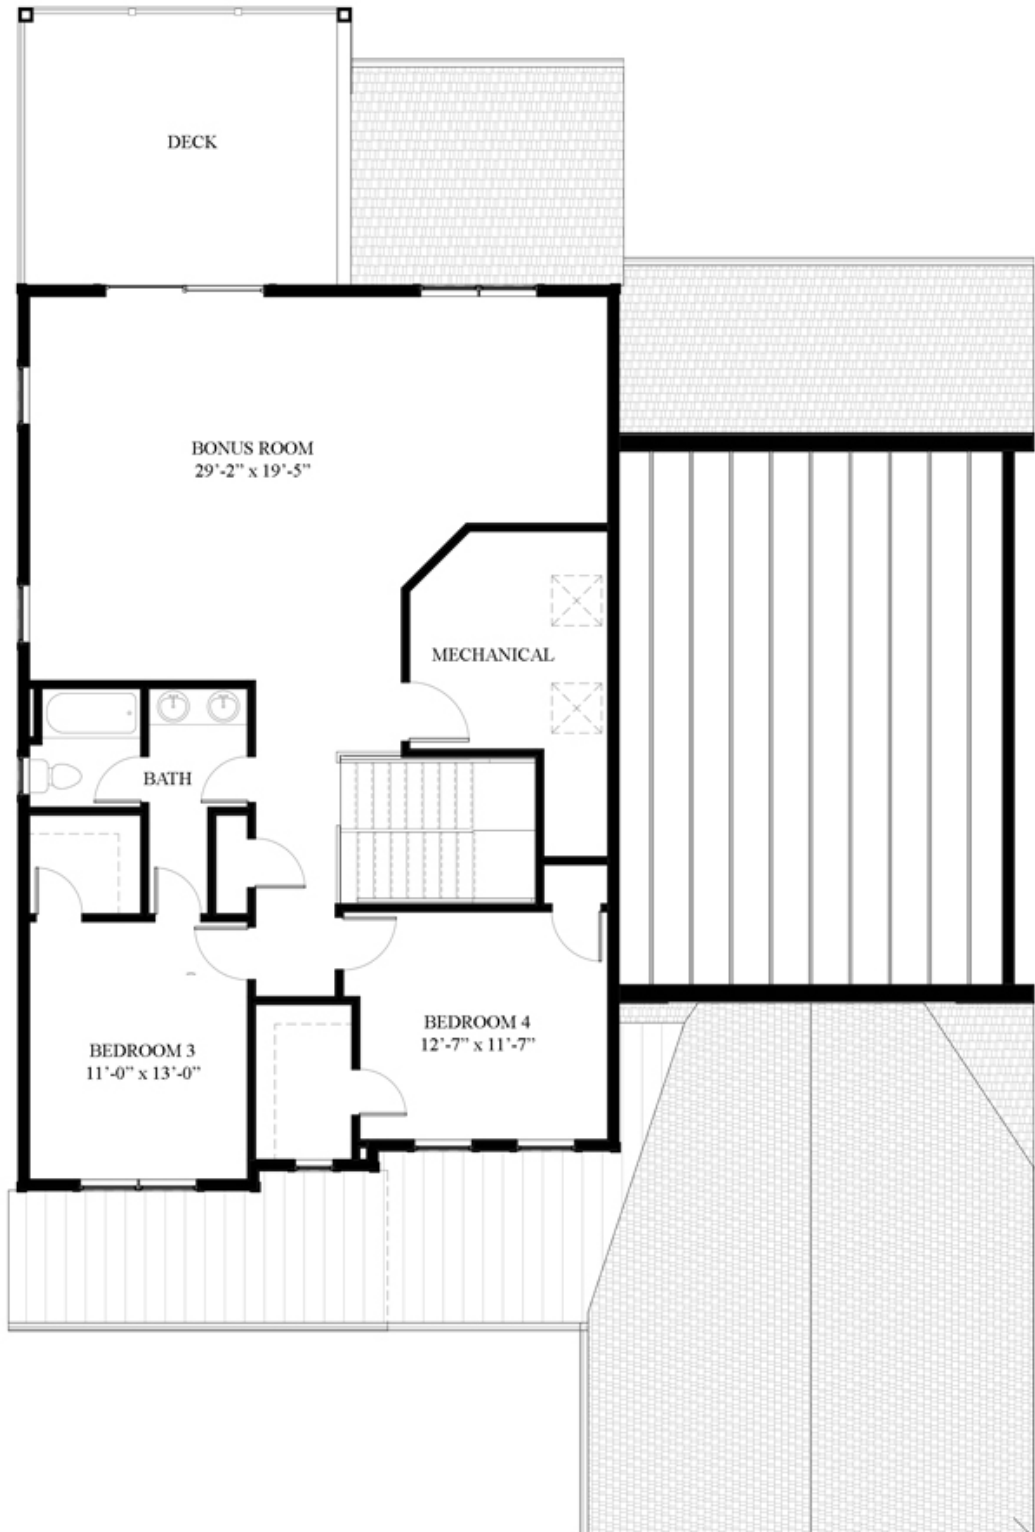 DECK
BONUS ROOM
29'-2” x 19'-5”
MECHANICAL
BATH
BEDROOM 4
12'-7” x 11'-7”
BEDROOM 3
11'-0” x 13'-0”